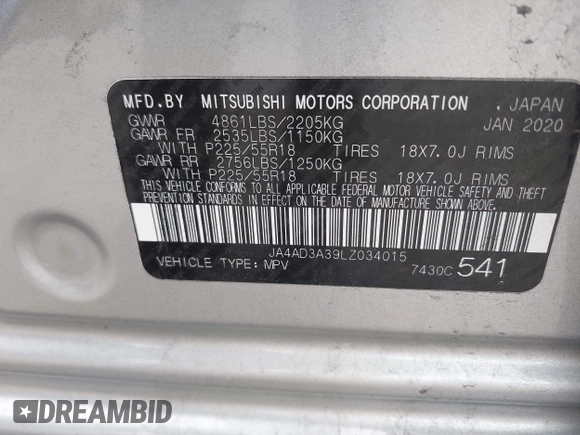 MFD.BY MITSUBISHI MOTORS CORPORATION . JAPAN
GVWR 4861LBS/2205KG JAN 2020
GAWR FR 2535LBS/1150KG
WITH P225/55R18 TIRES 18X7.0J RIMS
GAWR RR 2756LBS/1250KG
WITH P225/55R18 TIRES 18X7.0J RIMS
THIS VEHICLE CONFORMS TO ALL APPLICABLE FEDERAL MOTOR VEHICLE SAFETY AND THEFT
PREVENTION STANDARDS IN EFFECT ON THE DATE OF MANUFACTURE SHOWN ABOVE.
JA4AD3A39LZ034015
VEHICLE TYPE:MPV 7430C 541
DREAMBID